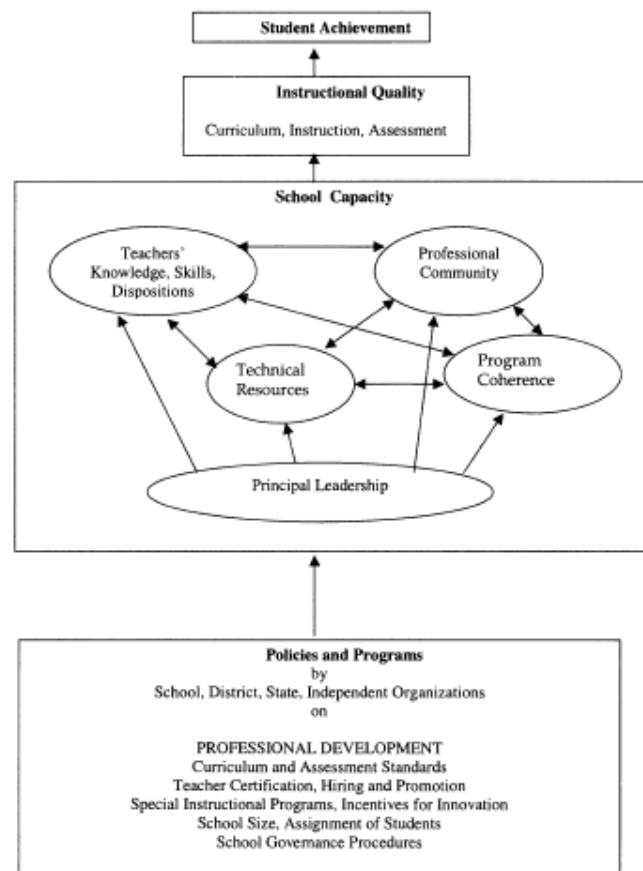 Student Achievement
Instructional Quality
Curriculum, Instruction, Assessment
School Capacity
Teachers'
Knowledge, Skills,
Dispositions
Professional
Community
Technical
Resources
Program
Coherence
Principal Leadership
Policies and Programs
by
School, District, State, Independent Organizations
on
PROFESSIONAL DEVELOPMENT
Curriculum and Assessment Standards
Teacher Certification, Hiring and Promotion
Special Instructional Programs, Incentives for Innovation
School Size, Assignment of Students
School Governance Procedures